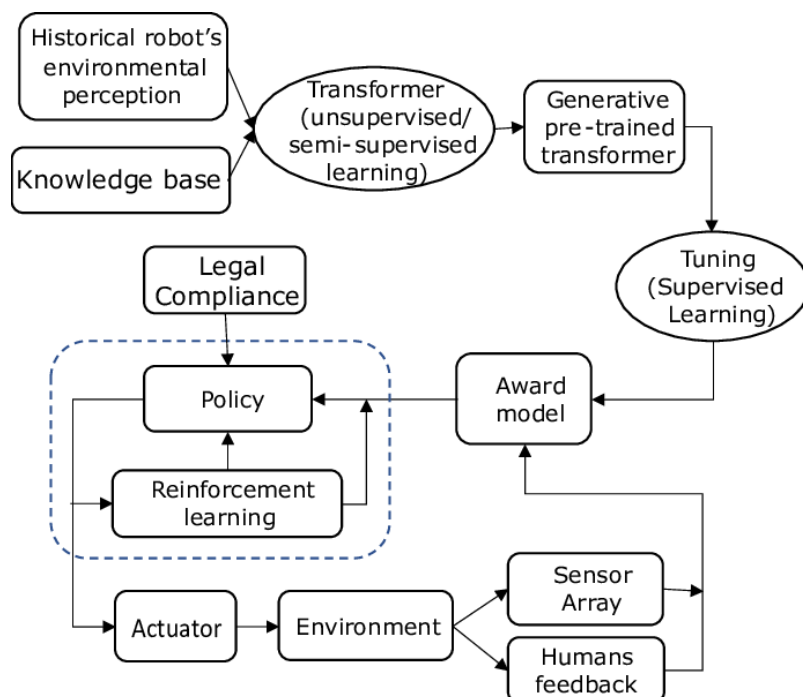 Historical robot's
environmental
perception
Knowledge base
Transformer
(unsupervised/
semi-supervised
learning)
Generative
pre-trained
transformer
Tuning
(Supervised
Learning)
Legal
Compliance
Policy
Award
model
Reinforcement
learning
Actuator
Environment
Sensor
Array
Humans
feedback